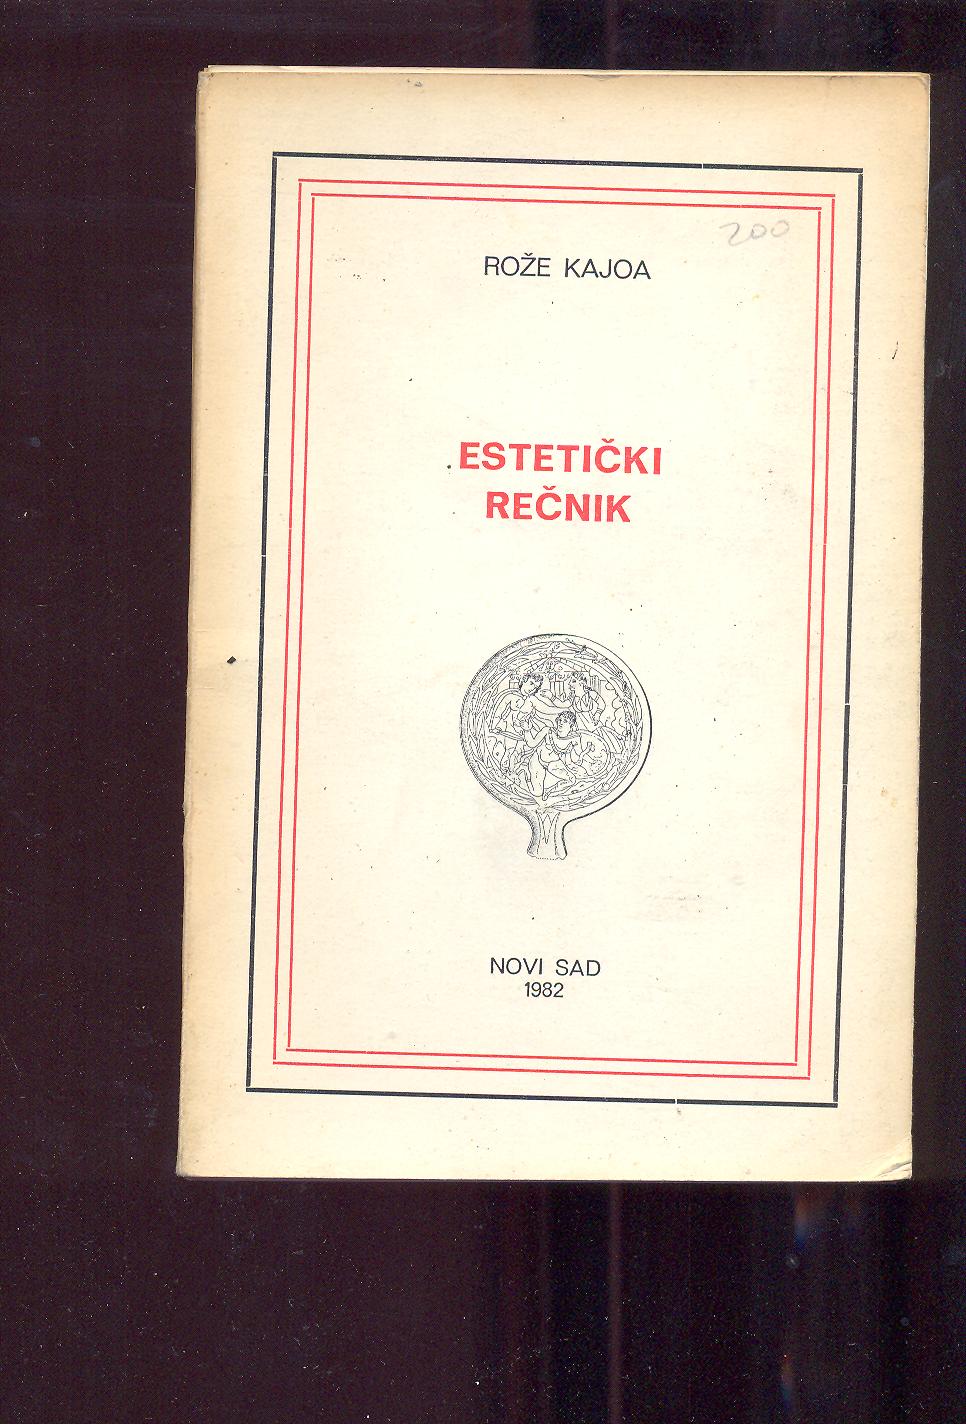 200
ROŽE KAJOA
ESTETIČKI
REČNIK
NOVI SAD
1982